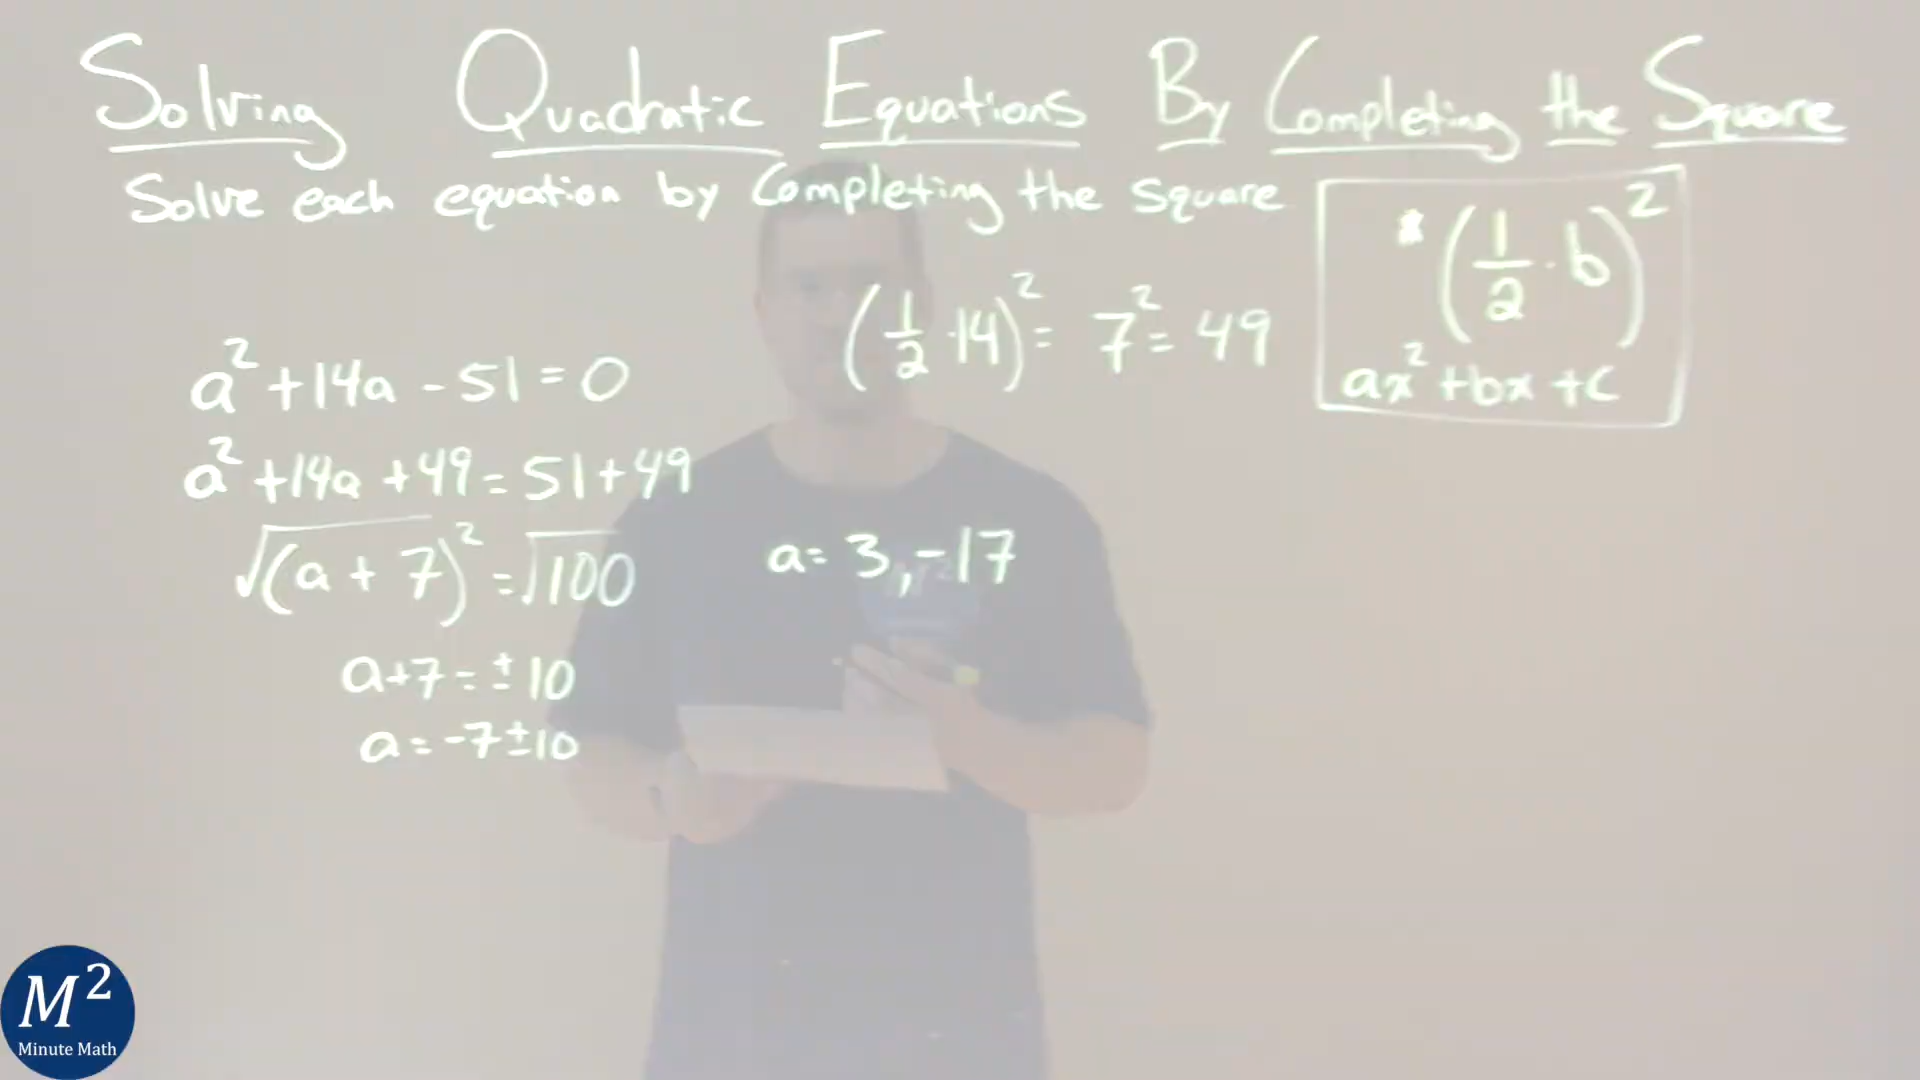 Solving Quadratic Equations By Completing the Square
Solve each equation by Completing the square
* (1/2 · b)²
ax² + bx + c
(1/2 · 14)² = 7² = 49
a² + 14a - 51 = 0
a² + 14a + 49 = 51 + 49
√(a + 7)² = √100
a + 7 = ± 10
a = -7 ± 10
a = 3, -17
M²
Minute Math